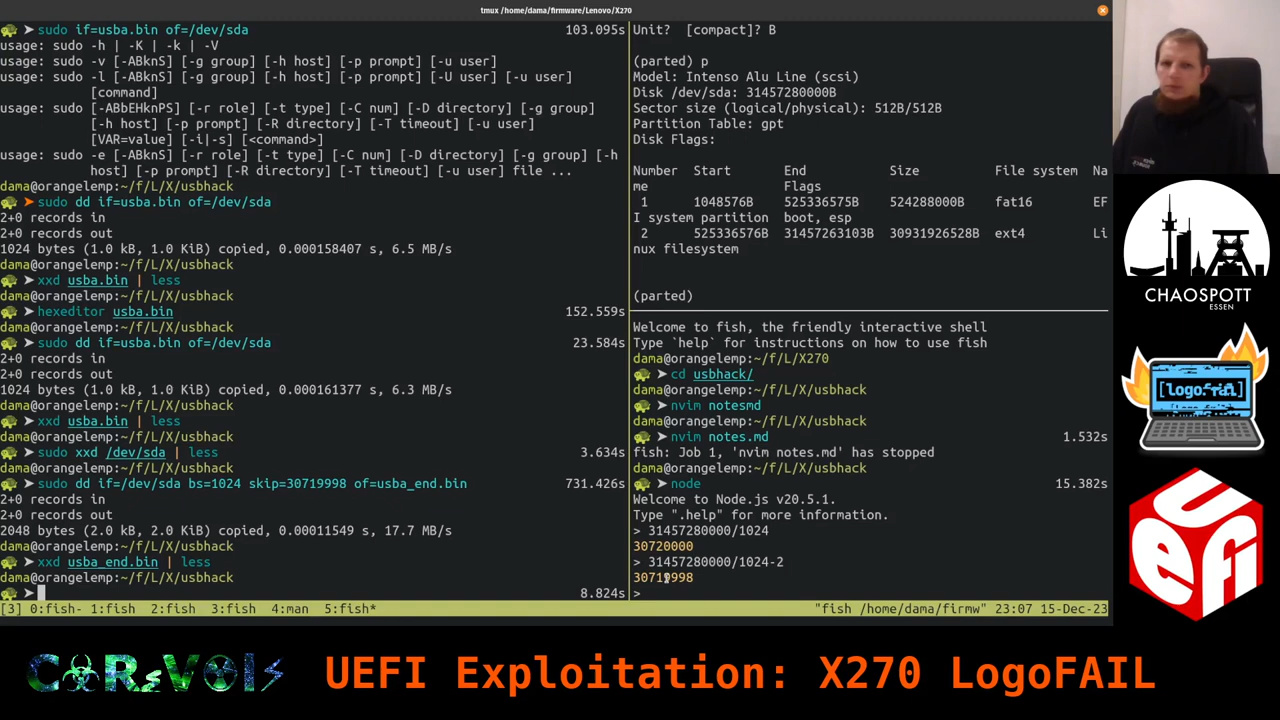 tmux /home/dama/firmware/Lenovo/X270
➤ sudo if=usba.bin of=/dev/sda 103.095s
usage: sudo -h | -K | -k | -V
usage: sudo -v [-ABknS] [-g group] [-h host] [-p prompt] [-u user]
usage: sudo -l [-ABknS] [-g group] [-h host] [-p prompt] [-U user] [-u user]
[command]
usage: sudo [-ABbEHknPS] [-r role] [-t type] [-C num] [-D directory] [-g group]
[-h host] [-p prompt] [-R directory] [-T timeout] [-u user]
[VAR=value] [-i|-s] [<command>]
usage: sudo -e [-ABknS] [-r role] [-t type] [-C num] [-D directory] [-g group] [-h
host] [-p prompt] [-R directory] [-T timeout] [-u user] file ...
dama@orangelemp:~/f/L/X/usbhack
➤ sudo dd if=usba.bin of=/dev/sda
2+0 records in
2+0 records out
1024 bytes (1.0 kB, 1.0 KiB) copied, 0.000158407 s, 6.5 MB/s
dama@orangelemp:~/f/L/X/usbhack
➤ xxd usba.bin | less
dama@orangelemp:~/f/L/X/usbhack
➤ hexeditor usba.bin 152.559s
dama@orangelemp:~/f/L/X/usbhack
➤ sudo dd if=usba.bin of=/dev/sda 23.584s
2+0 records in
2+0 records out
1024 bytes (1.0 kB, 1.0 KiB) copied, 0.000161377 s, 6.3 MB/s
dama@orangelemp:~/f/L/X/usbhack
➤ xxd usba.bin | less
dama@orangelemp:~/f/L/X/usbhack
➤ sudo xxd /dev/sda | less 3.634s
dama@orangelemp:~/f/L/X/usbhack
➤ sudo dd if=/dev/sda bs=1024 skip=30719998 of=usba_end.bin 731.426s
2+0 records in
2+0 records out
2048 bytes (2.0 kB, 2.0 KiB) copied, 0.00011549 s, 17.7 MB/s
dama@orangelemp:~/f/L/X/usbhack
➤ xxd usba_end.bin | less
dama@orangelemp:~/f/L/X/usbhack
➤ 8.824s
Unit? [compact]? B
(parted) p
Model: Intenso Alu Line (scsi)
Disk /dev/sda: 31457280000B
Sector size (logical/physical): 512B/512B
Partition Table: gpt
Disk Flags:
Number Start End Size File system Na
me Flags
1 1048576B 525336575B 524288000B fat16 EF
I system partition boot, esp
2 525336576B 31457263103B 30931926528B ext4 Li
nux filesystem
(parted)
Welcome to fish, the friendly interactive shell
Type `help` for instructions on how to use fish
dama@orangelemp:~/f/L/X270
➤ cd usbhack/
dama@orangelemp:~/f/L/X/usbhack
➤ nvim notesmd
dama@orangelemp:~/f/L/X/usbhack
➤ nvim notes.md 1.532s
fish: Job 1, 'nvim notes.md' has stopped
dama@orangelemp:~/f/L/X/usbhack
➤ node 15.382s
Welcome to Node.js v20.5.1.
Type ".help" for more information.
> 31457280000/1024
30720000
> 31457280000/1024-2
30719998
>
[3] 0:fish- 1:fish 2:fish 3:fish 4:man 5:fish* "fish /home/dama/firmw" 23:07 15-Dec-23
CHAOSPOTT
ESSEN
[logofail]
UEFI
UEFI Exploitation: X270 LogoFAIL